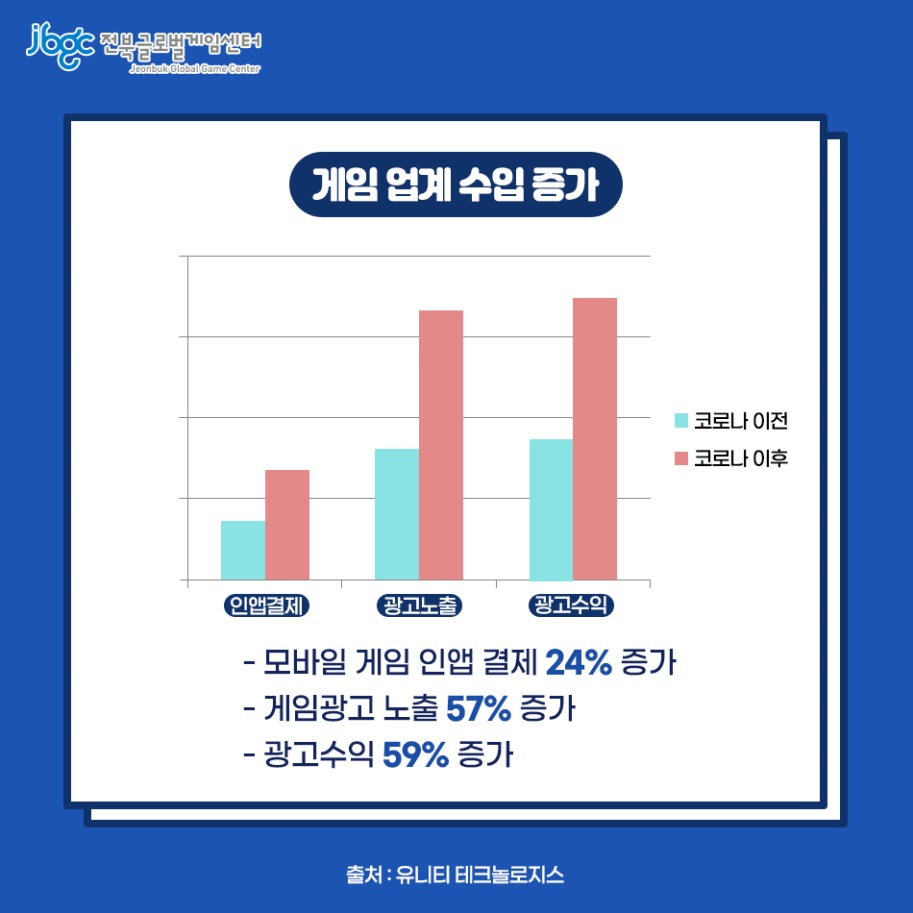 jbgc 전북글로벌게임센터
Jeonbuk Global Game Center
게임 업계 수입 증가
코로나 이전
코로나 이후
인앱결제 광고노출 광고수익
- 모바일 게임 인앱 결제 24% 증가
- 게임광고 노출 57% 증가
- 광고수익 59% 증가
출처 : 유니티 테크놀로지스